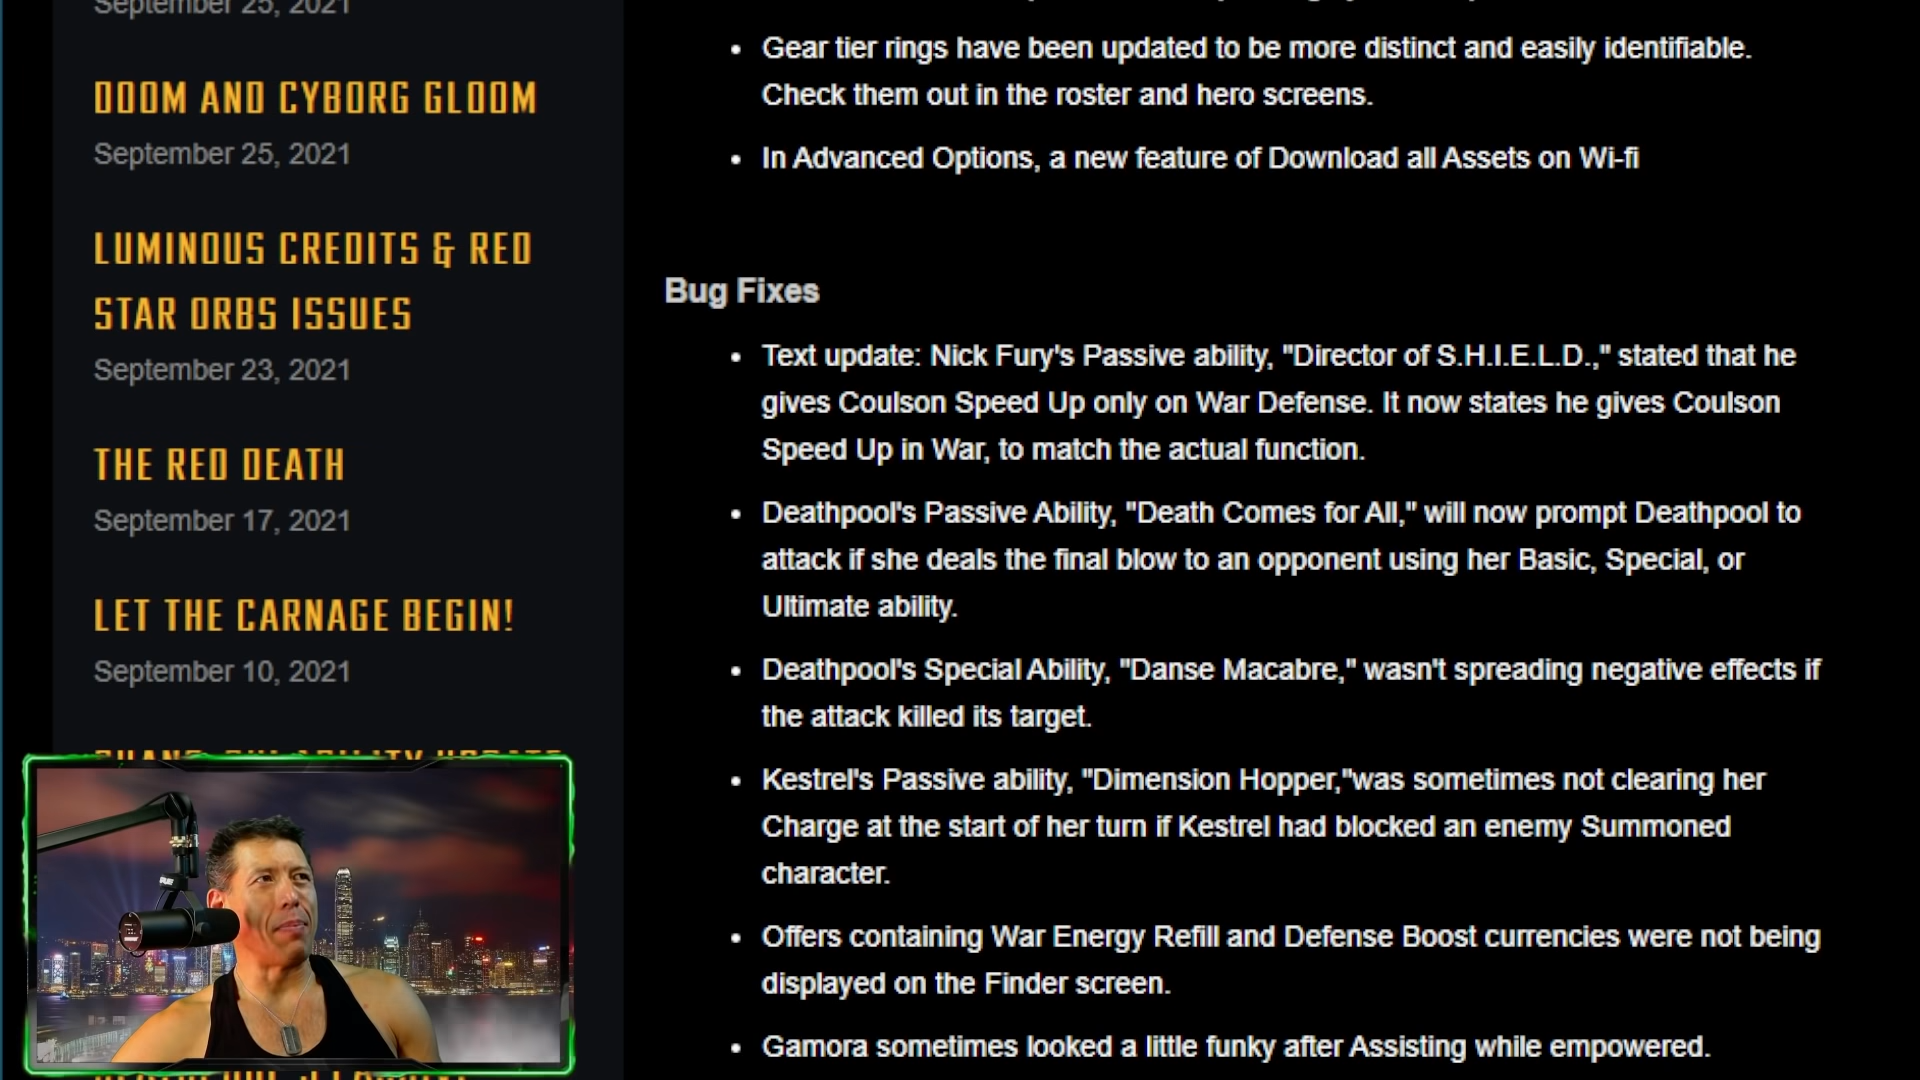 September 25, 2021
DOOM AND CYBORG GLOOM
September 25, 2021
LUMINOUS CREDITS & RED
STAR ORBS ISSUES
September 23, 2021
THE RED DEATH
September 17, 2021
LET THE CARNAGE BEGIN!
September 10, 2021
Gear tier rings have been updated to be more distinct and easily identifiable.
Check them out in the roster and hero screens.
In Advanced Options, a new feature of Download all Assets on Wi-fi
Bug Fixes
Text update: Nick Fury's Passive ability, "Director of S.H.I.E.L.D.," stated that he
gives Coulson Speed Up only on War Defense. It now states he gives Coulson
Speed Up in War, to match the actual function.
Deathpool's Passive Ability, "Death Comes for All," will now prompt Deathpool to
attack if she deals the final blow to an opponent using her Basic, Special, or
Ultimate ability.
Deathpool's Special Ability, "Danse Macabre," wasn't spreading negative effects if
the attack killed its target.
Kestrel's Passive ability, "Dimension Hopper,"was sometimes not clearing her
Charge at the start of her turn if Kestrel had blocked an enemy Summoned
character.
Offers containing War Energy Refill and Defense Boost currencies were not being
displayed on the Finder screen.
Gamora sometimes looked a little funky after Assisting while empowered.